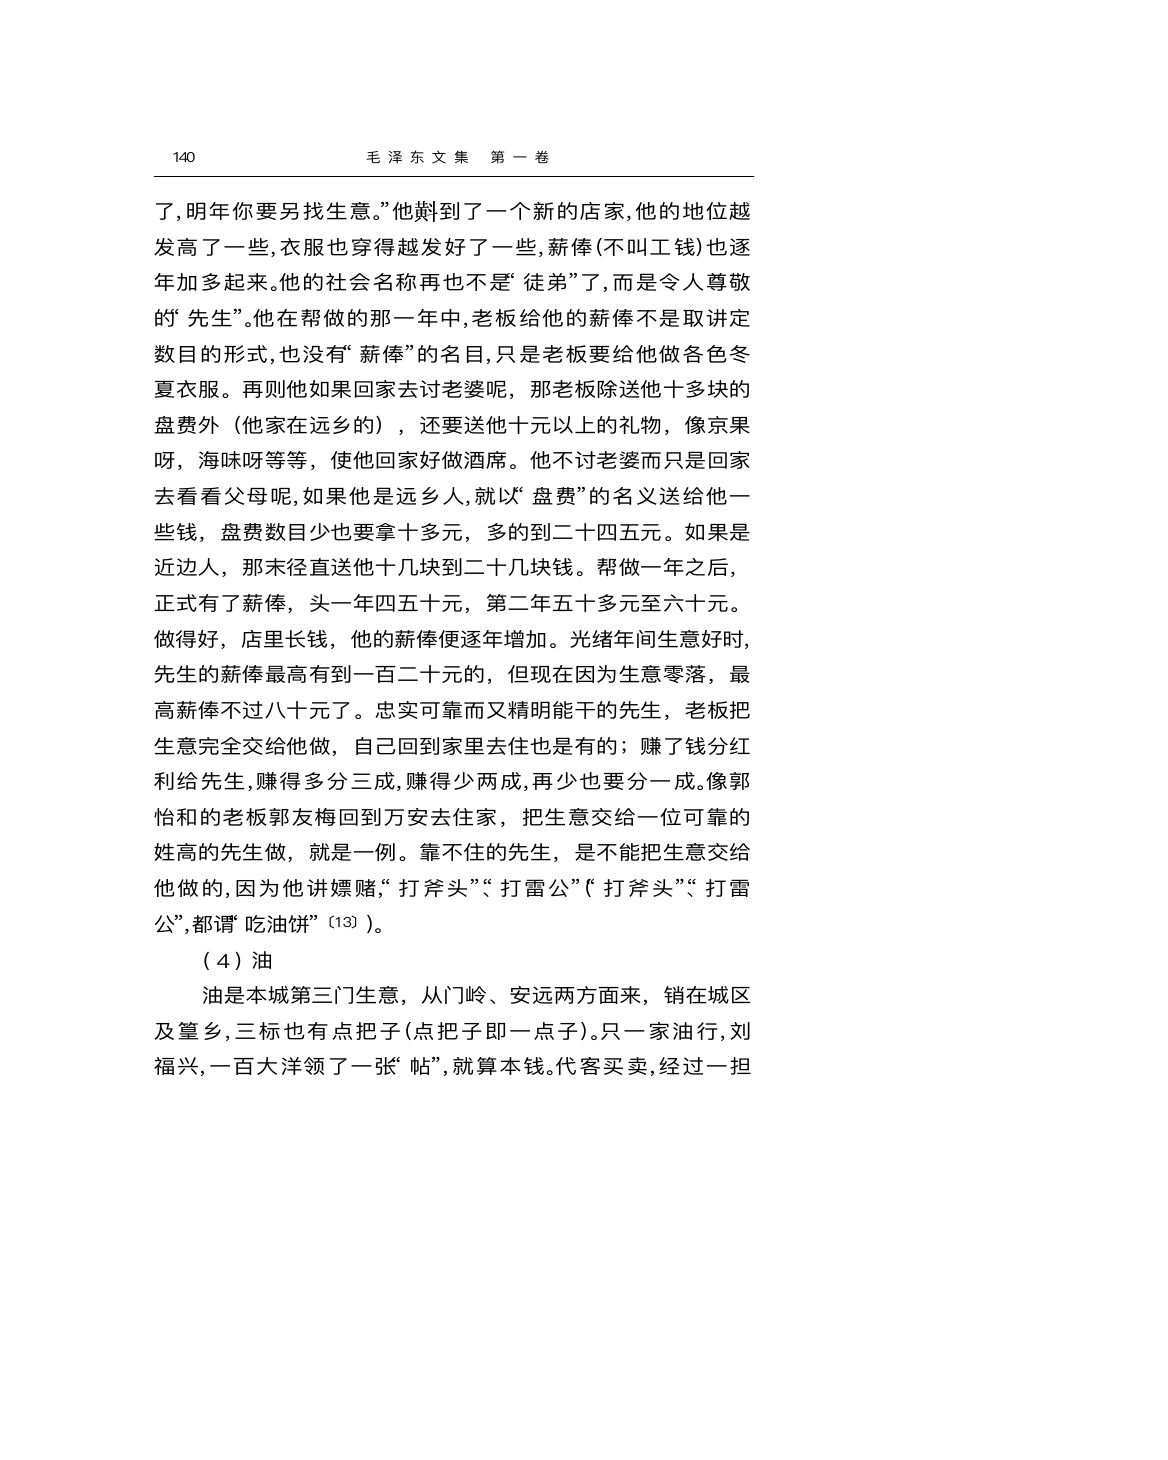 140 毛泽东文集 第一卷
了,明年你要另找生意。”他斟到了一个新的店家,他的地位越
发高了一些,衣服也穿得越发好了一些,薪俸(不叫工钱)也逐
年加多起来。他的社会名称再也不是“徒弟”了,而是令人尊敬
的“先生”。他在帮做的那一年中,老板给他的薪俸不是取讲定
数目的形式,也没有“薪俸”的名目,只是老板要给他做各色冬
夏衣服。再则他如果回家去讨老婆呢，那老板除送他十多块的
盘费外（他家在远乡的），还要送他十元以上的礼物，像京果
呀，海味呀等等，使他回家好做酒席。他不讨老婆而只是回家
去看看父母呢,如果他是远乡人,就以“盘费”的名义送给他一
些钱，盘费数目少也要拿十多元，多的到二十四五元。如果是
近边人，那末径直送他十几块到二十几块钱。帮做一年之后，
正式有了薪俸，头一年四五十元，第二年五十多元至六十元。
做得好，店里长钱，他的薪俸便逐年增加。光绪年间生意好时,
先生的薪俸最高有到一百二十元的，但现在因为生意零落，最
高薪俸不过八十元了。忠实可靠而又精明能干的先生，老板把
生意完全交给他做，自己回到家里去住也是有的；赚了钱分红
利给先生,赚得多分三成,赚得少两成,再少也要分一成。像郭
怡和的老板郭友梅回到万安去住家，把生意交给一位可靠的
姓高的先生做，就是一例。靠不住的先生，是不能把生意交给
他做的,因为他讲嫖赌,“打斧头”、“打雷公”(“打斧头”、“打雷
公”,都谓“吃油饼”〔13〕)。
（4）油
油是本城第三门生意，从门岭、安远两方面来，销在城区
及篁乡,三标也有点把子(点把子即一点子)。只一家油行,刘
福兴,一百大洋领了一张“帖”,就算本钱。代客买卖,经过一担